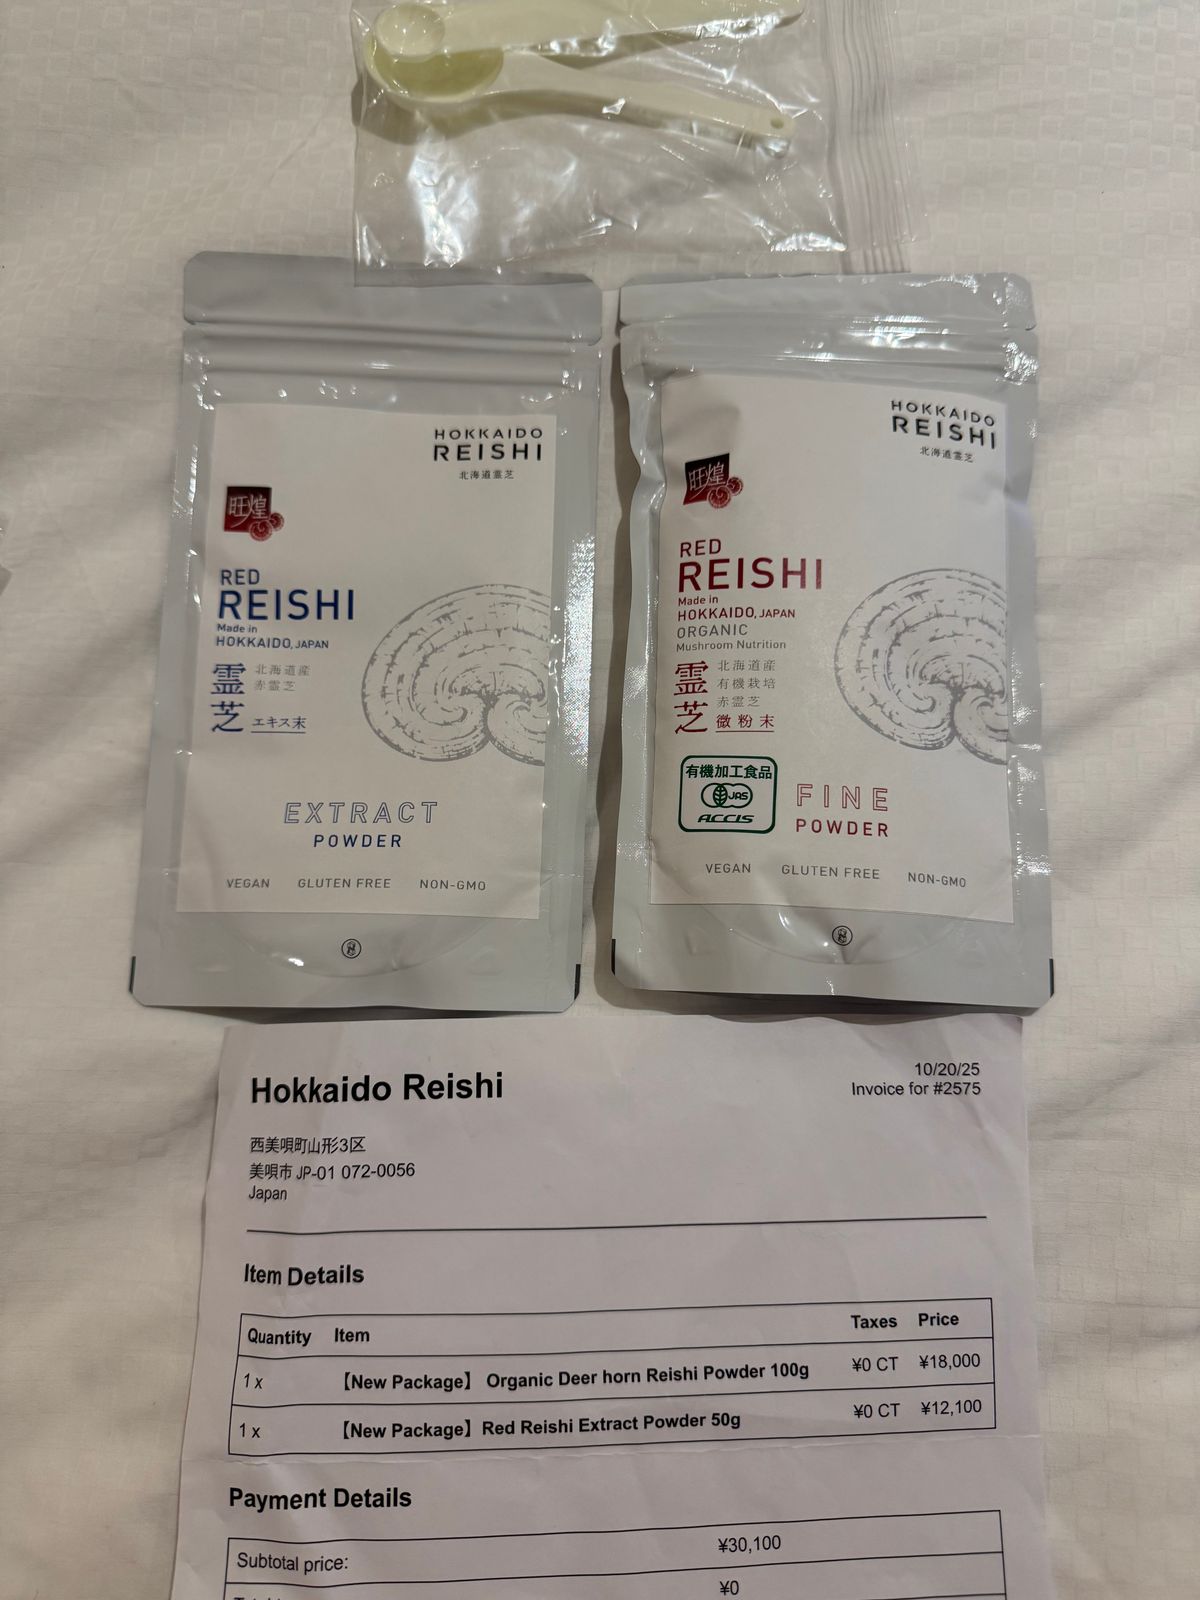 HOKKAIDO
REISHI
北海道霊芝
旺煌
RED
REISHI
Made in
HOKKAIDO, JAPAN
霊芝
北海道産
赤霊芝
エキス末
EXTRACT
POWDER
VEGAN GLUTEN FREE NON-GMO
HOKKAIDO
REISHI
北海道霊芝
旺煌
RED
REISHI
Made in
HOKKAIDO, JAPAN
ORGANIC
Mushroom Nutrition
霊芝
北海道産
有機栽培
赤霊芝
微粉末
有機加工食品
JAS
ACCIS
FINE
POWDER
VEGAN GLUTEN FREE NON-GMO
Hokkaido Reishi
10/20/25
Invoice for #2575
西美唄町山形3区
美唄市 JP-01 072-0056
Japan
Item Details
Quantity Item Taxes Price
1 x 【New Package】 Organic Deer horn Reishi Powder 100g ¥0 CT ¥18,000
1 x 【New Package】Red Reishi Extract Powder 50g ¥0 CT ¥12,100
Payment Details
Subtotal price: ¥30,100
¥0